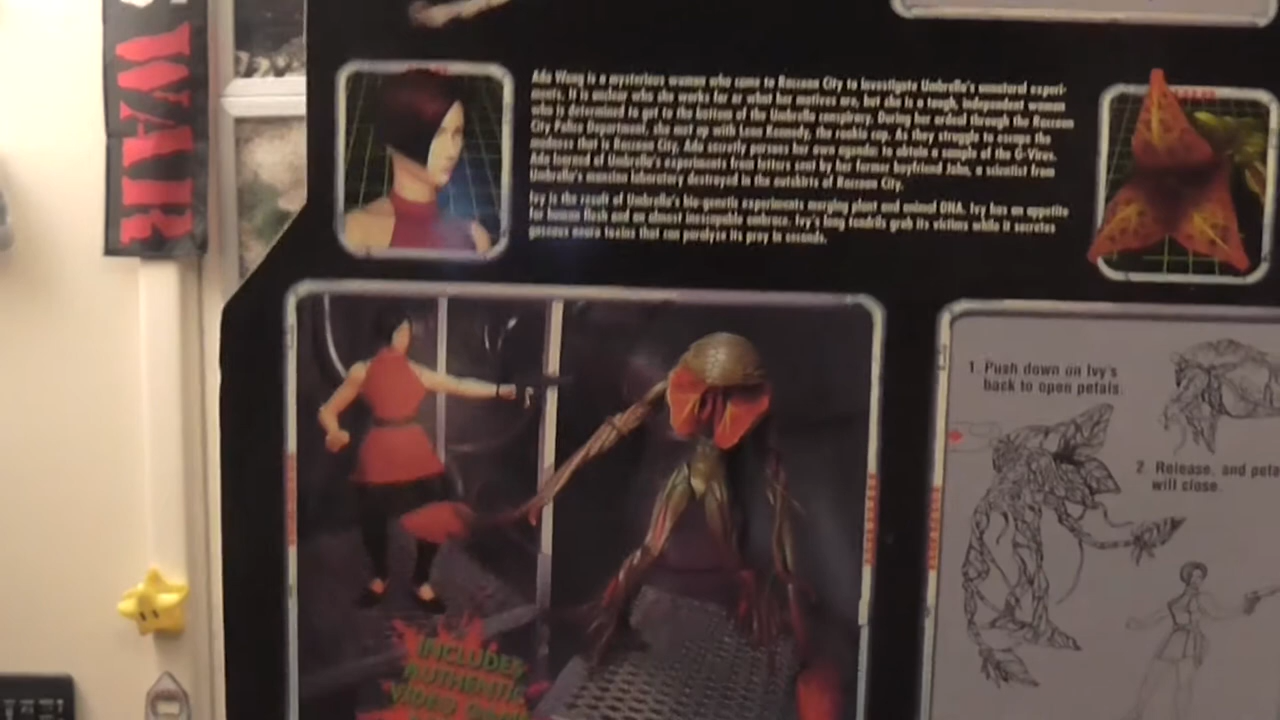 WAR
Ada Wong is a mysterious woman who came to Raccoon City to investigate Umbrella's unnatural experi-
ments. It is unclear who she works for or what her motives are, but she is a tough, independent woman
who is determined to get to the bottom of the Umbrella conspiracy. During her ordeal through the Raccoon
City Police Department, she met up with Leon Kennedy, the rookie cop. As they struggle to escape the
madness that is Raccoon City, Ada secretly pursues her own agenda: to obtain a sample of the G-Virus.
Ada learned of Umbrella's experiments from letters sent by her former boyfriend John, a scientist from
Umbrella's mansion laboratory destroyed in the outskirts of Raccoon City.
Ivy is the result of Umbrella's bio-genetic experiments merging plant and animal DNA. Ivy has an appetite
for human flesh and an almost inescapable embrace. Ivy's long tendrils grab its victims while it secretes
gaseous neuro toxins that can paralyze its prey in seconds.
1. Push down on Ivy's
back to open petals.
2. Release, and peta
will close.
INCLUDES
AUTHENTIC
VIDEO GAME